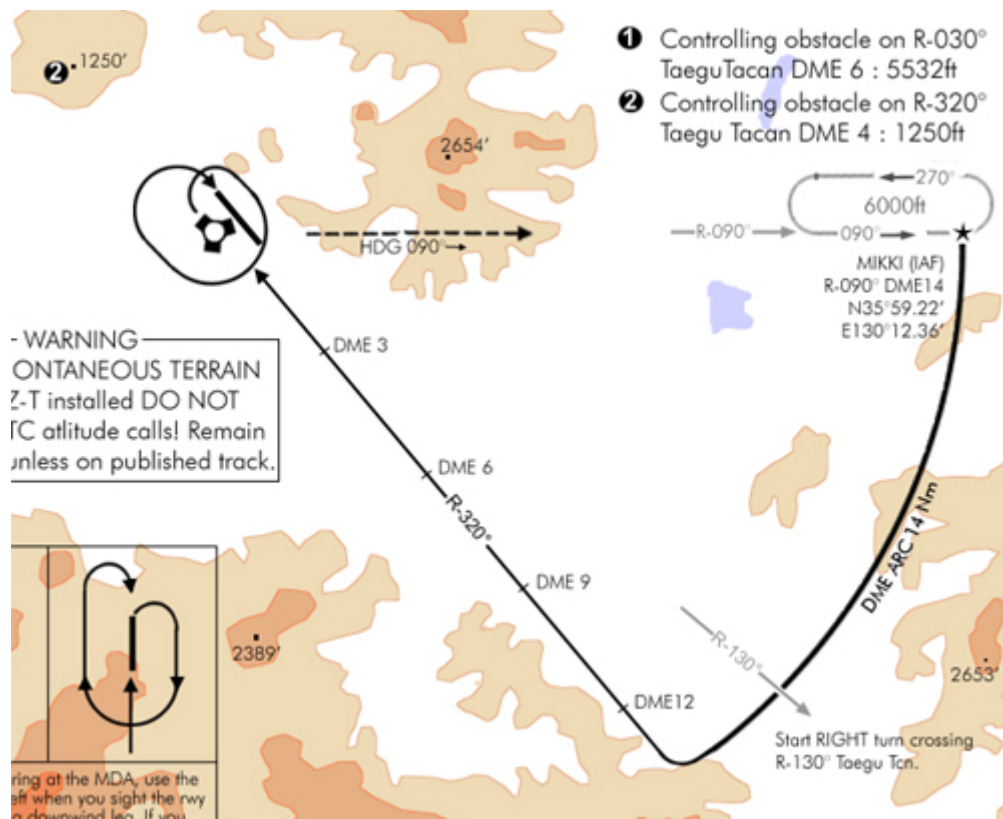 ❶ Controlling obstacle on R-030°
TaeguTacan DME 6 : 5532ft
❷ Controlling obstacle on R-320°
Taegu Tacan DME 4 : 1250ft
❷ 1250'
2654'
270°
6000ft
R-090°
090°
HDG 090°
MIKKI (IAF)
R-090° DME14
N35°59.22'
E130°12.36'
WARNING
ONTANEOUS TERRAIN
Z-T installed DO NOT
TC atlitude calls! Remain
unless on published track.
DME 3
DME 6
R-320°
DME 9
DME12
DME ARC 14 Nm
R-130°
2389'
2653'
Start RIGHT turn crossing
R-130° Taegu Tcn.
ring at the MDA, use the
eft when you sight the rwy
downwind leg. If you